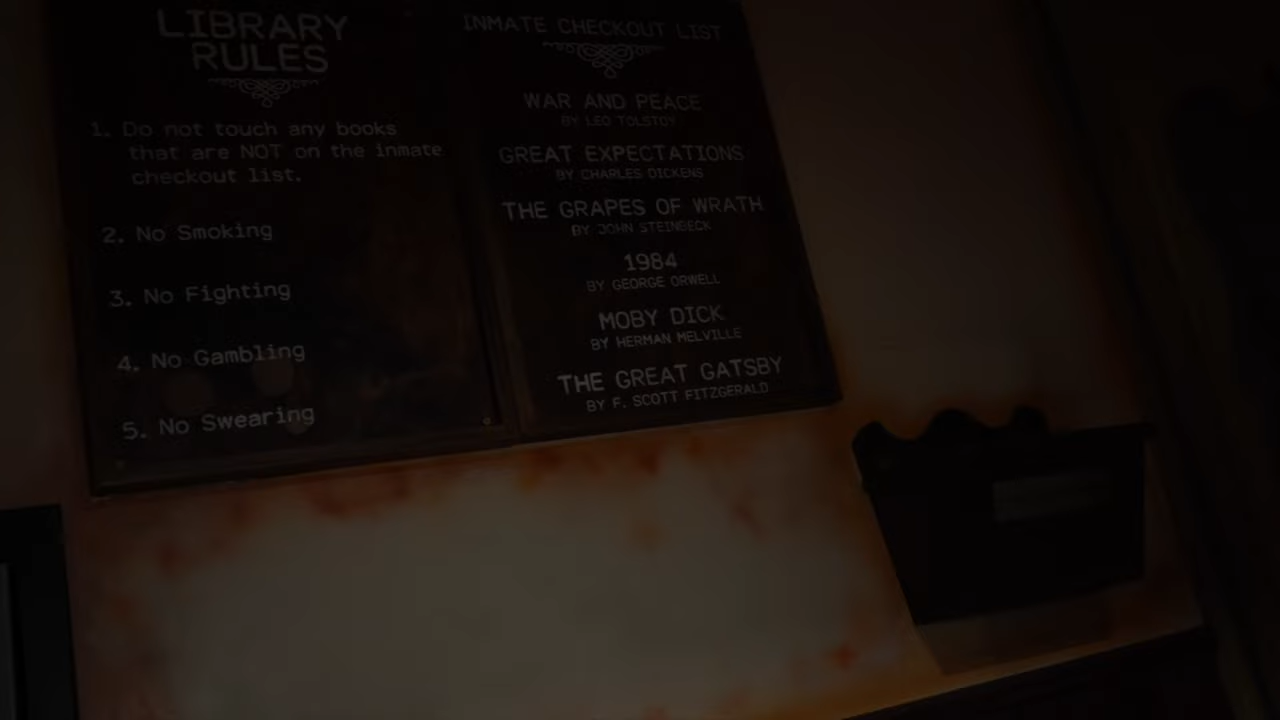 LIBRARY
RULES
1. Do not touch any books
that are NOT on the inmate
checkout list.
2. No Smoking
3. No Fighting
4. No Gambling
5. No Swearing
INMATE CHECKOUT LIST
WAR AND PEACE
BY LEO TOLSTOY
GREAT EXPECTATIONS
BY CHARLES DICKENS
THE GRAPES OF WRATH
BY JOHN STEINBECK
1984
BY GEORGE ORWELL
MOBY DICK
BY HERMAN MELVILLE
THE GREAT GATSBY
BY F. SCOTT FITZGERALD